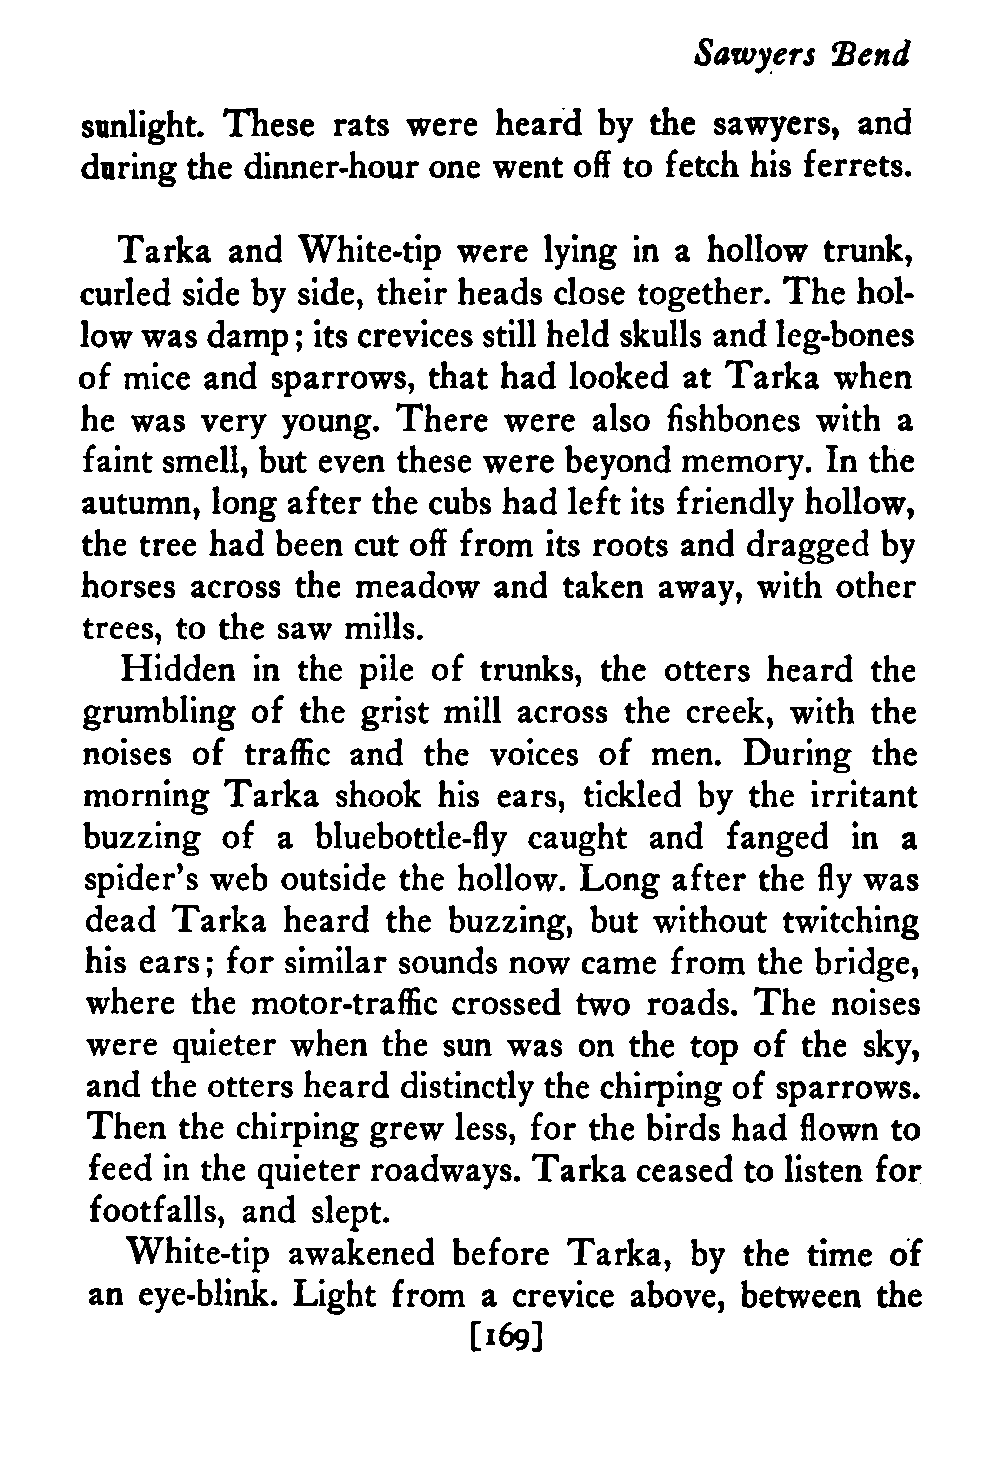 Sawyers Bend
sunlight. These rats were heard by the sawyers, and
during the dinner-hour one went off to fetch his ferrets.
Tarka and White-tip were lying in a hollow trunk,
curled side by side, their heads close together. The hol-
low was damp; its crevices still held skulls and leg-bones
of mice and sparrows, that had looked at Tarka when
he was very young. There were also fishbones with a
faint smell, but even these were beyond memory. In the
autumn, long after the cubs had left its friendly hollow,
the tree had been cut off from its roots and dragged by
horses across the meadow and taken away, with other
trees, to the saw mills.
Hidden in the pile of trunks, the otters heard the
grumbling of the grist mill across the creek, with the
noises of traffic and the voices of men. During the
morning Tarka shook his ears, tickled by the irritant
buzzing of a bluebottle-fly caught and fanged in a
spider's web outside the hollow. Long after the fly was
dead Tarka heard the buzzing, but without twitching
his ears; for similar sounds now came from the bridge,
where the motor-traffic crossed two roads. The noises
were quieter when the sun was on the top of the sky,
and the otters heard distinctly the chirping of sparrows.
Then the chirping grew less, for the birds had flown to
feed in the quieter roadways. Tarka ceased to listen for
footfalls, and slept.
White-tip awakened before Tarka, by the time of
an eye-blink. Light from a crevice above, between the
[169]